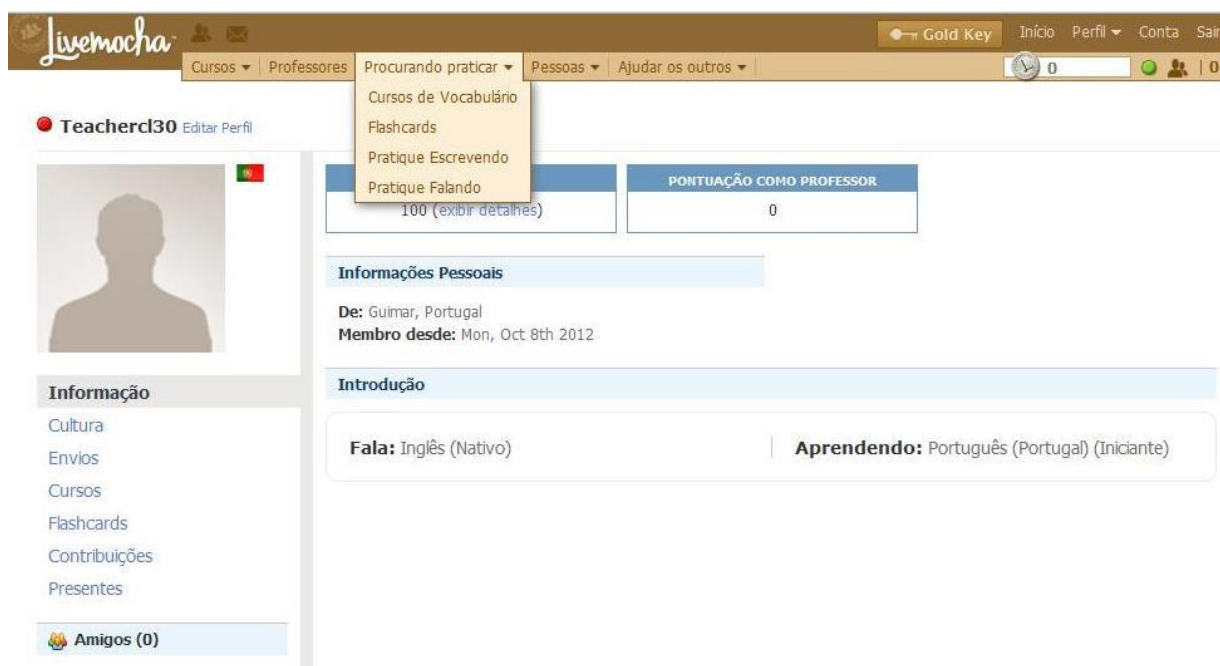 Livemocha
Gold Key Início Perfil Conta Sair
Cursos Professores Procurando praticar Pessoas Ajudar os outros 0 | 0
Cursos de Vocabulário
Flashcards
Pratique Escrevendo
Pratique Falando
Teachercl30 Editar Perfil
PONTUAÇÃO COMO PROFESSOR
100 (exibir detalhes) 0
Informações Pessoais
De: Guimar, Portugal
Membro desde: Mon, Oct 8th 2012
Informação
Cultura
Envios
Cursos
Flashcards
Contribuições
Presentes
Amigos (0)
Introdução
Fala: Inglês (Nativo) Aprendendo: Português (Portugal) (Iniciante)